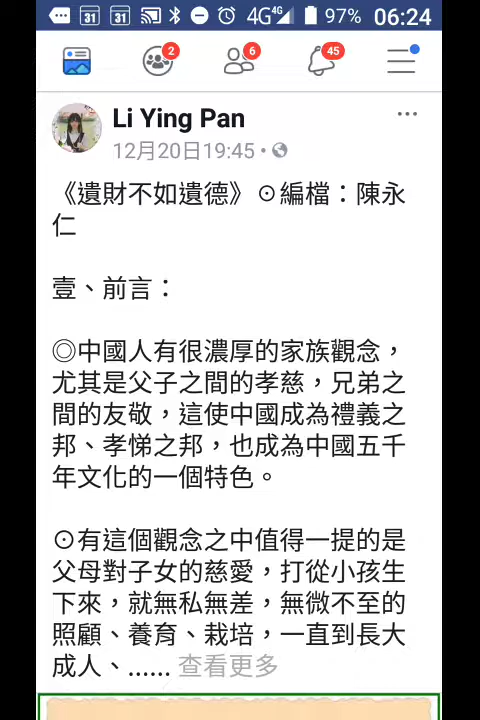 31
31
4G 4G
97%
06:24
2
6
45
Li Ying Pan
12月20日19:45
《遺財不如遺德》⊙編檔：陳永
仁
壹、前言：
◎中國人有很濃厚的家族觀念，
尤其是父子之間的孝慈，兄弟之
間的友敬，這使中國成為禮義之
邦、孝悌之邦，也成為中國五千
年文化的一個特色。
⊙有這個觀念之中值得一提的是
父母對子女的慈愛，打從小孩生
下來，就無私無差，無微不至的
照顧、養育、栽培，一直到長大
成人、...... 查看更多